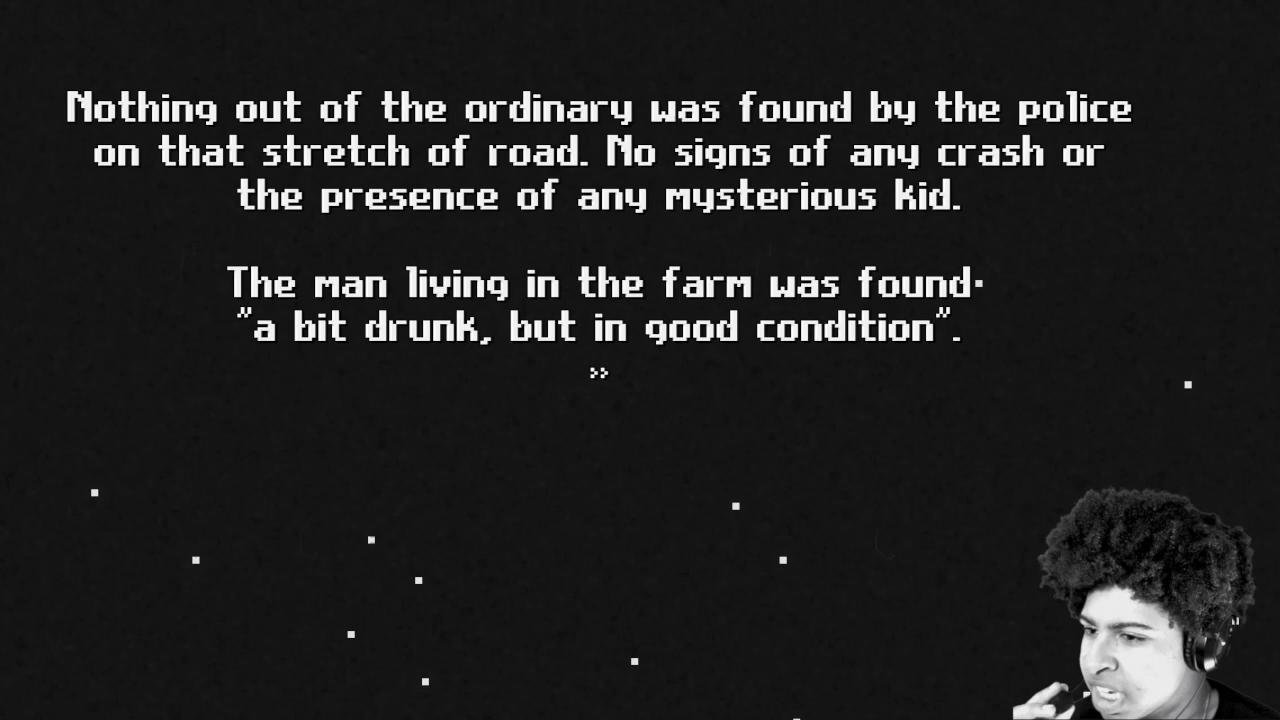 Nothing out of the ordinary was found by the police
on that stretch of road. No signs of any crash or
the presence of any mysterious kid.
The man living in the farm was found
"a bit drunk, but in good condition".
»